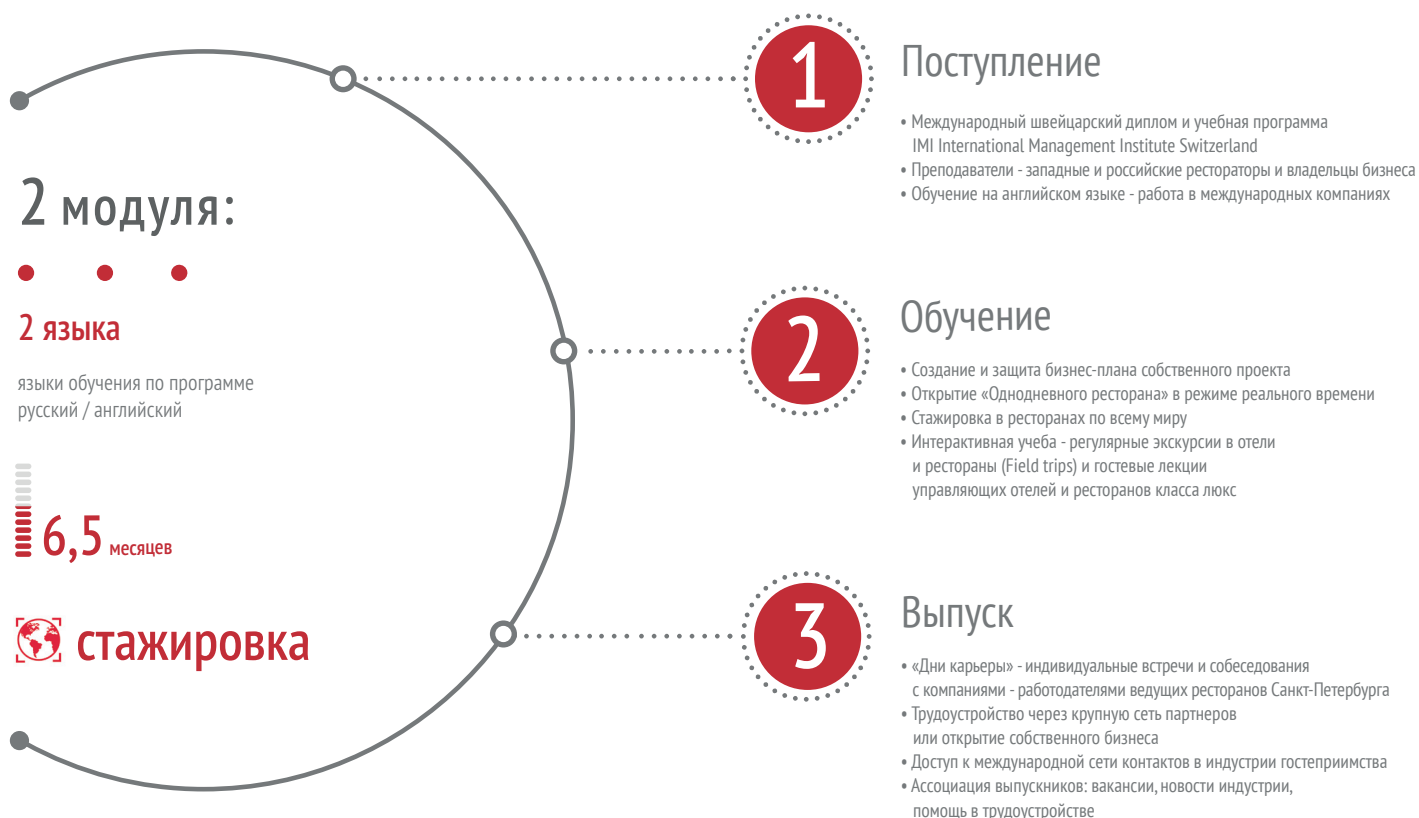 2 модуля:
2 языка
языки обучения по программе
русский / английский
6,5 месяцев
стажировка
1
Поступление
• Международный швейцарский диплом и учебная программа
IMI International Management Institute Switzerland
• Преподаватели - западные и российские рестораторы и владельцы бизнеса
• Обучение на английском языке - работа в международных компаниях
2
Обучение
• Создание и защита бизнес-плана собственного проекта
• Открытие «Однодневного ресторана» в режиме реального времени
• Стажировка в ресторанах по всему миру
• Интерактивная учеба - регулярные экскурсии в отели
и рестораны (Field trips) и гостевые лекции
управляющих отелей и ресторанов класса люкс
3
Выпуск
• «Дни карьеры» - индивидуальные встречи и собеседования
с компаниями - работодателями ведущих ресторанов Санкт-Петербурга
• Трудоустройство через крупную сеть партнеров
или открытие собственного бизнеса
• Доступ к международной сети контактов в индустрии гостеприимства
• Ассоциация выпускников: вакансии, новости индустрии,
помощь в трудоустройстве